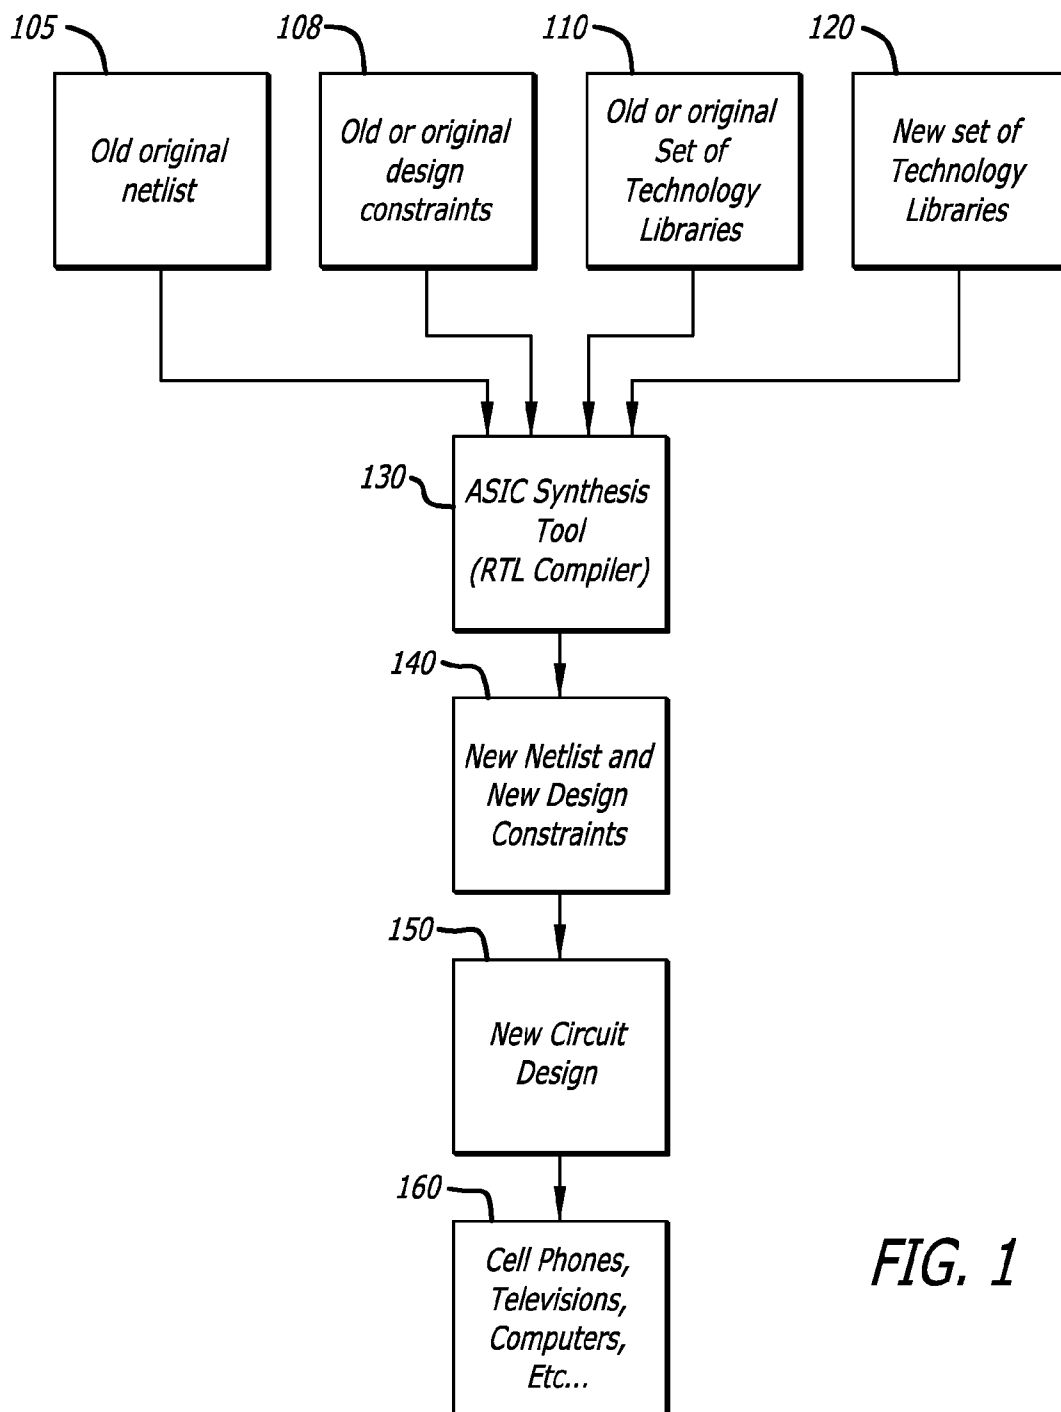 105
108
110
120
Old original
netlist
Old or original
design
constraints
Old or original
Set of
Technology
Libraries
New set of
Technology
Libraries
130
ASIC Synthesis
Tool
(RTL Compiler)
140
New Netlist and
New Design
Constraints
150
New Circuit
Design
160
Cell Phones,
Televisions,
Computers,
Etc...
FIG. 1